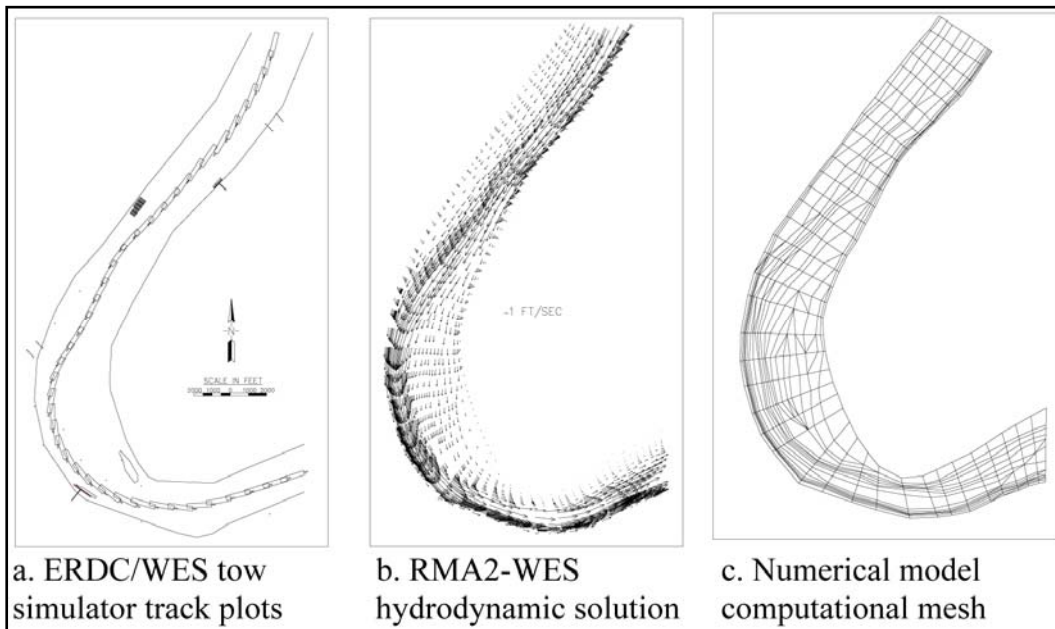 N
SCALE IN FEET
1 FT/SEC
a. ERDC/WES tow
simulator track plots
b. RMA2-WES
hydrodynamic solution
c. Numerical model
computational mesh